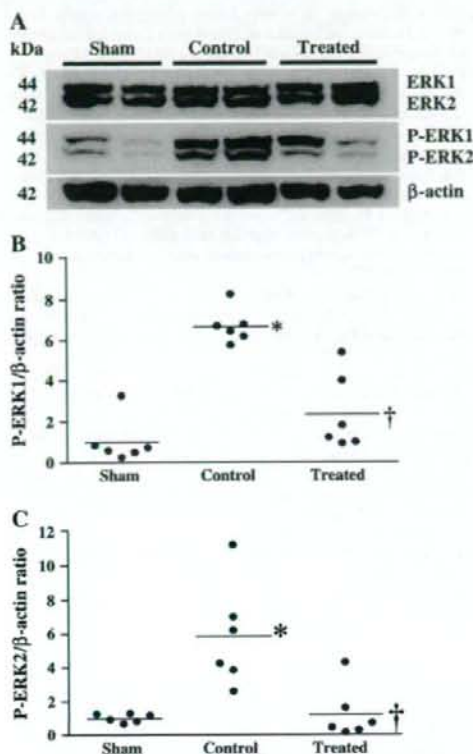 A
kDa Sham Control Treated
44 ERK1
42 ERK2
44 P-ERK1
42 P-ERK2
42 β-actin
B
P-ERK1/β-actin ratio
10
8
6
4
2
0
*
†
Sham Control Treated
C
P-ERK2/β-actin ratio
12
10
8
6
4
2
0
*
†
Sham Control Treated